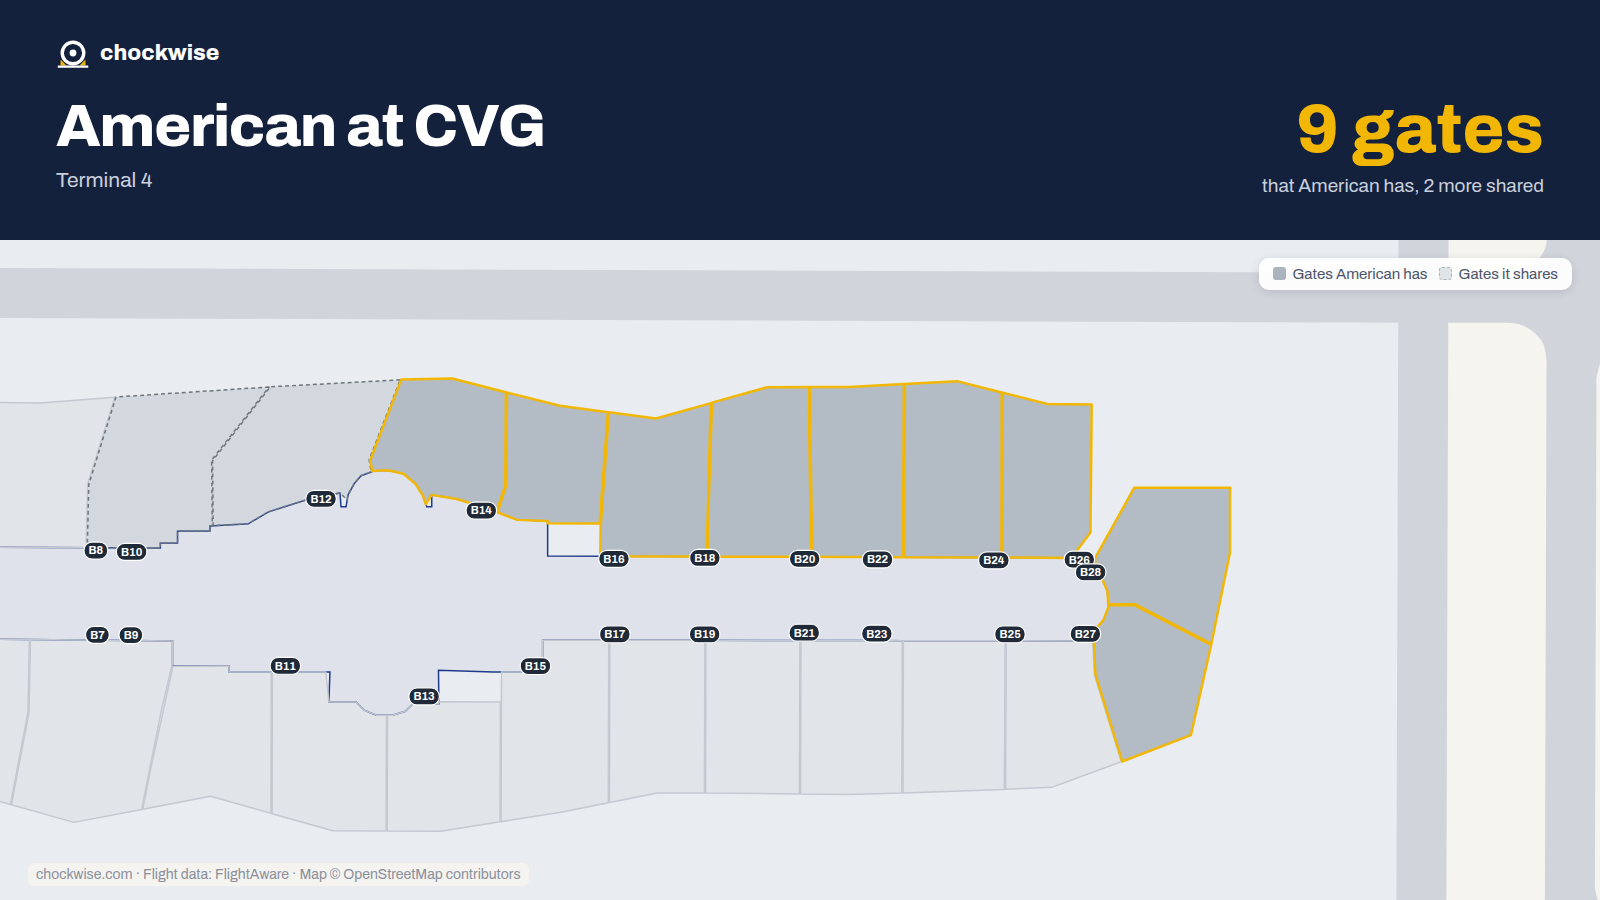 chockwise
American at CVG
Terminal 4
9 gates
that American has, 2 more shared
Gates American has
Gates it shares
B12
B14
B8
B10
B16
B18
B20
B22
B24
B26
B28
B7
B9
B17
B19
B21
B23
B25
B27
B11
B15
B13
chockwise.com · Flight data: FlightAware · Map © OpenStreetMap contributors